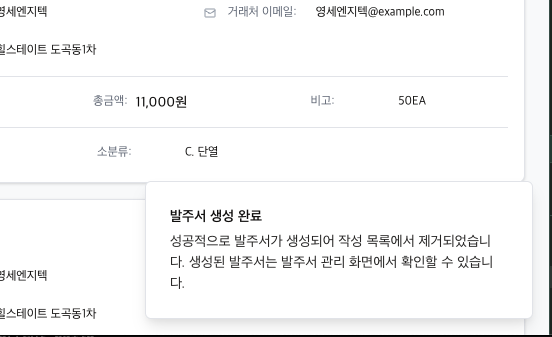 영세엔지텍 거래처 이메일: 영세엔지텍@example.com
힐스테이트 도곡동1차
총금액: 11,000원 비고: 50EA
소분류: C. 단열
발주서 생성 완료
성공적으로 발주서가 생성되어 작성 목록에서 제거되었습니
다. 생성된 발주서는 발주서 관리 화면에서 확인할 수 있습니
다.
영세엔지텍
힐스테이트 도곡동1차